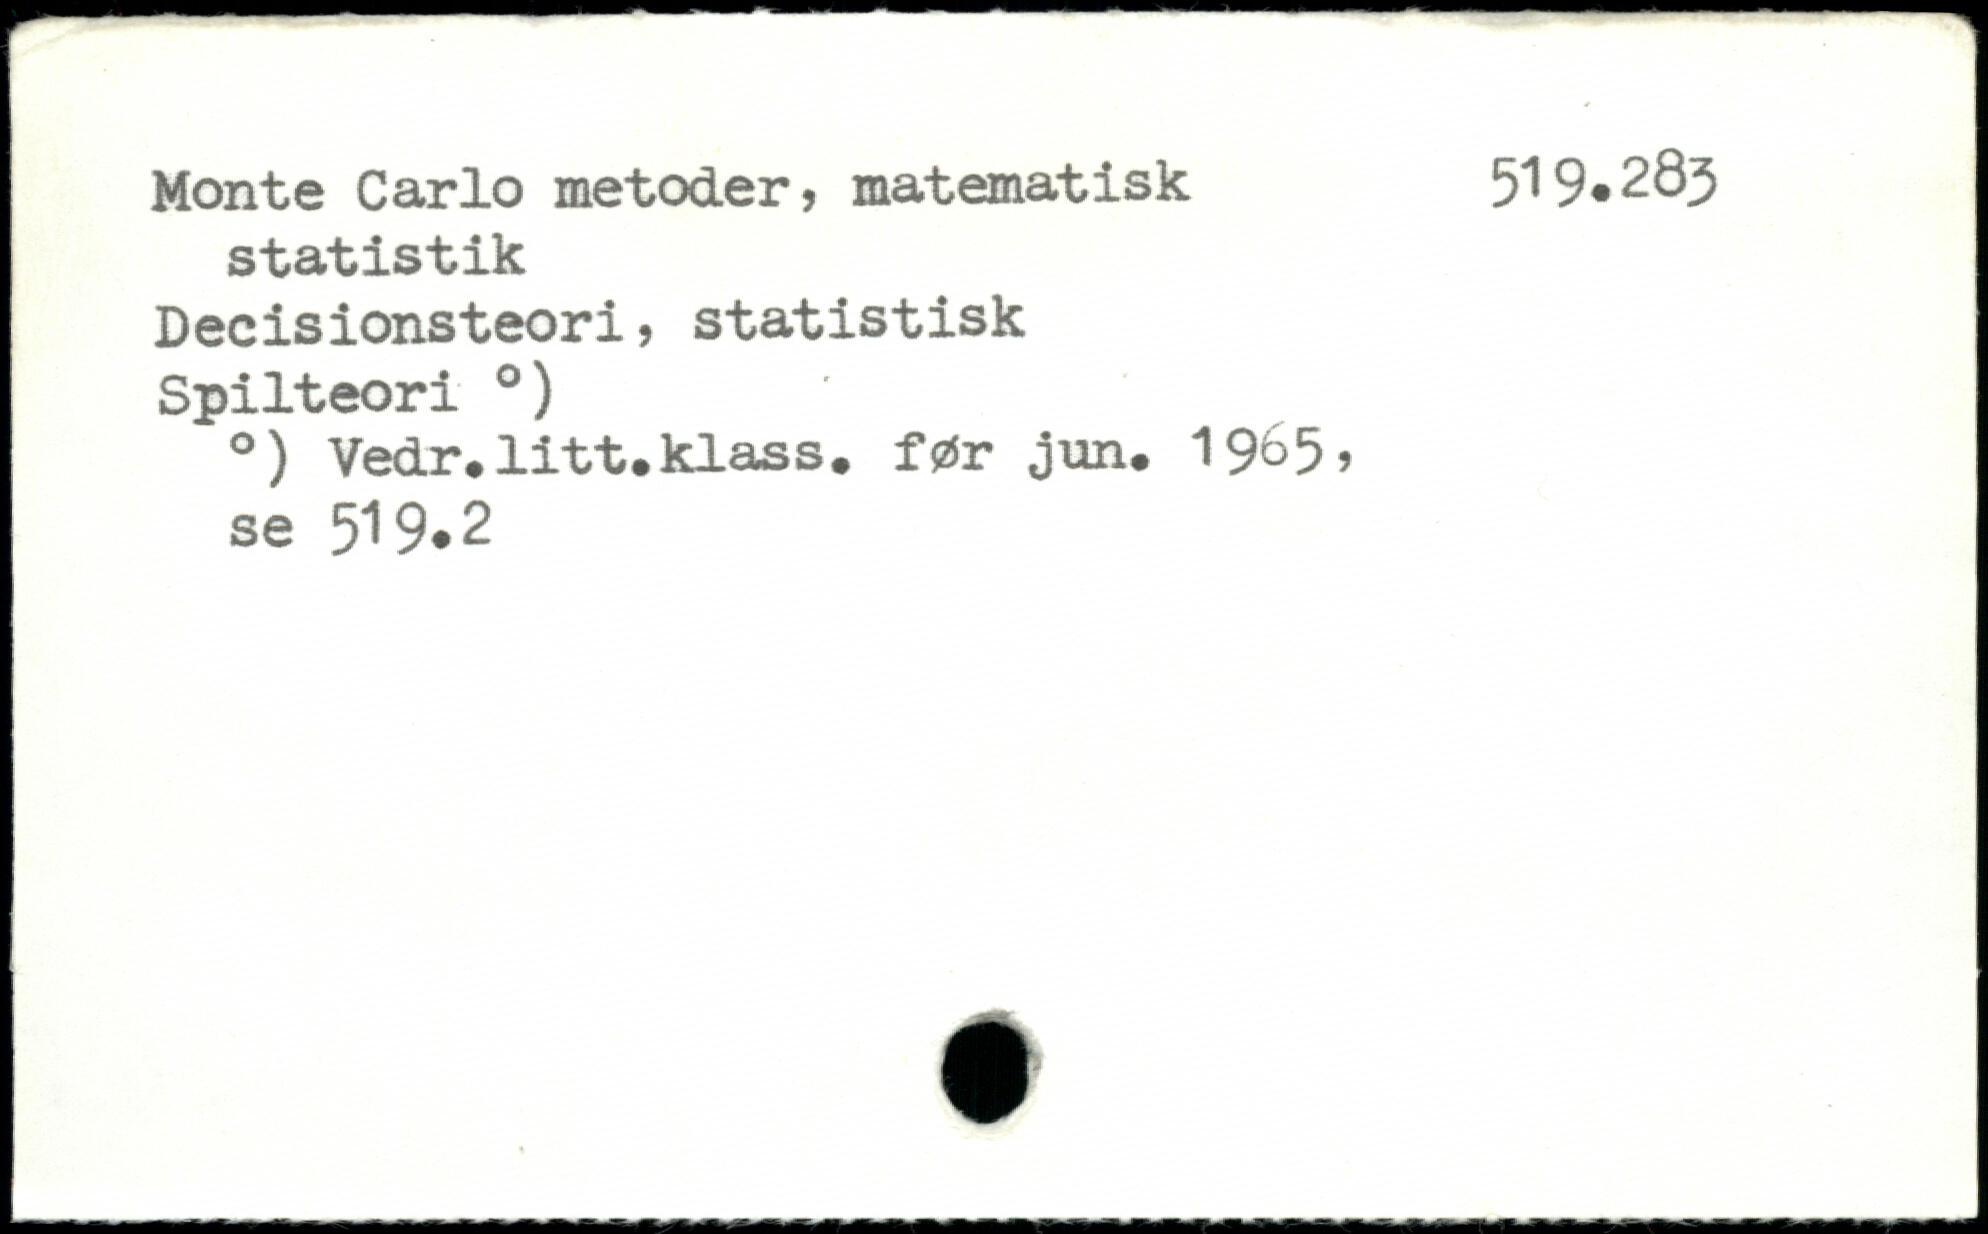 Monte Carlo metoder, matematisk 519.283
statistik
Decisionsteori, statistisk
Spilteori °)
°) Vedr.litt.klass. før jun. 1965,
se 519.2